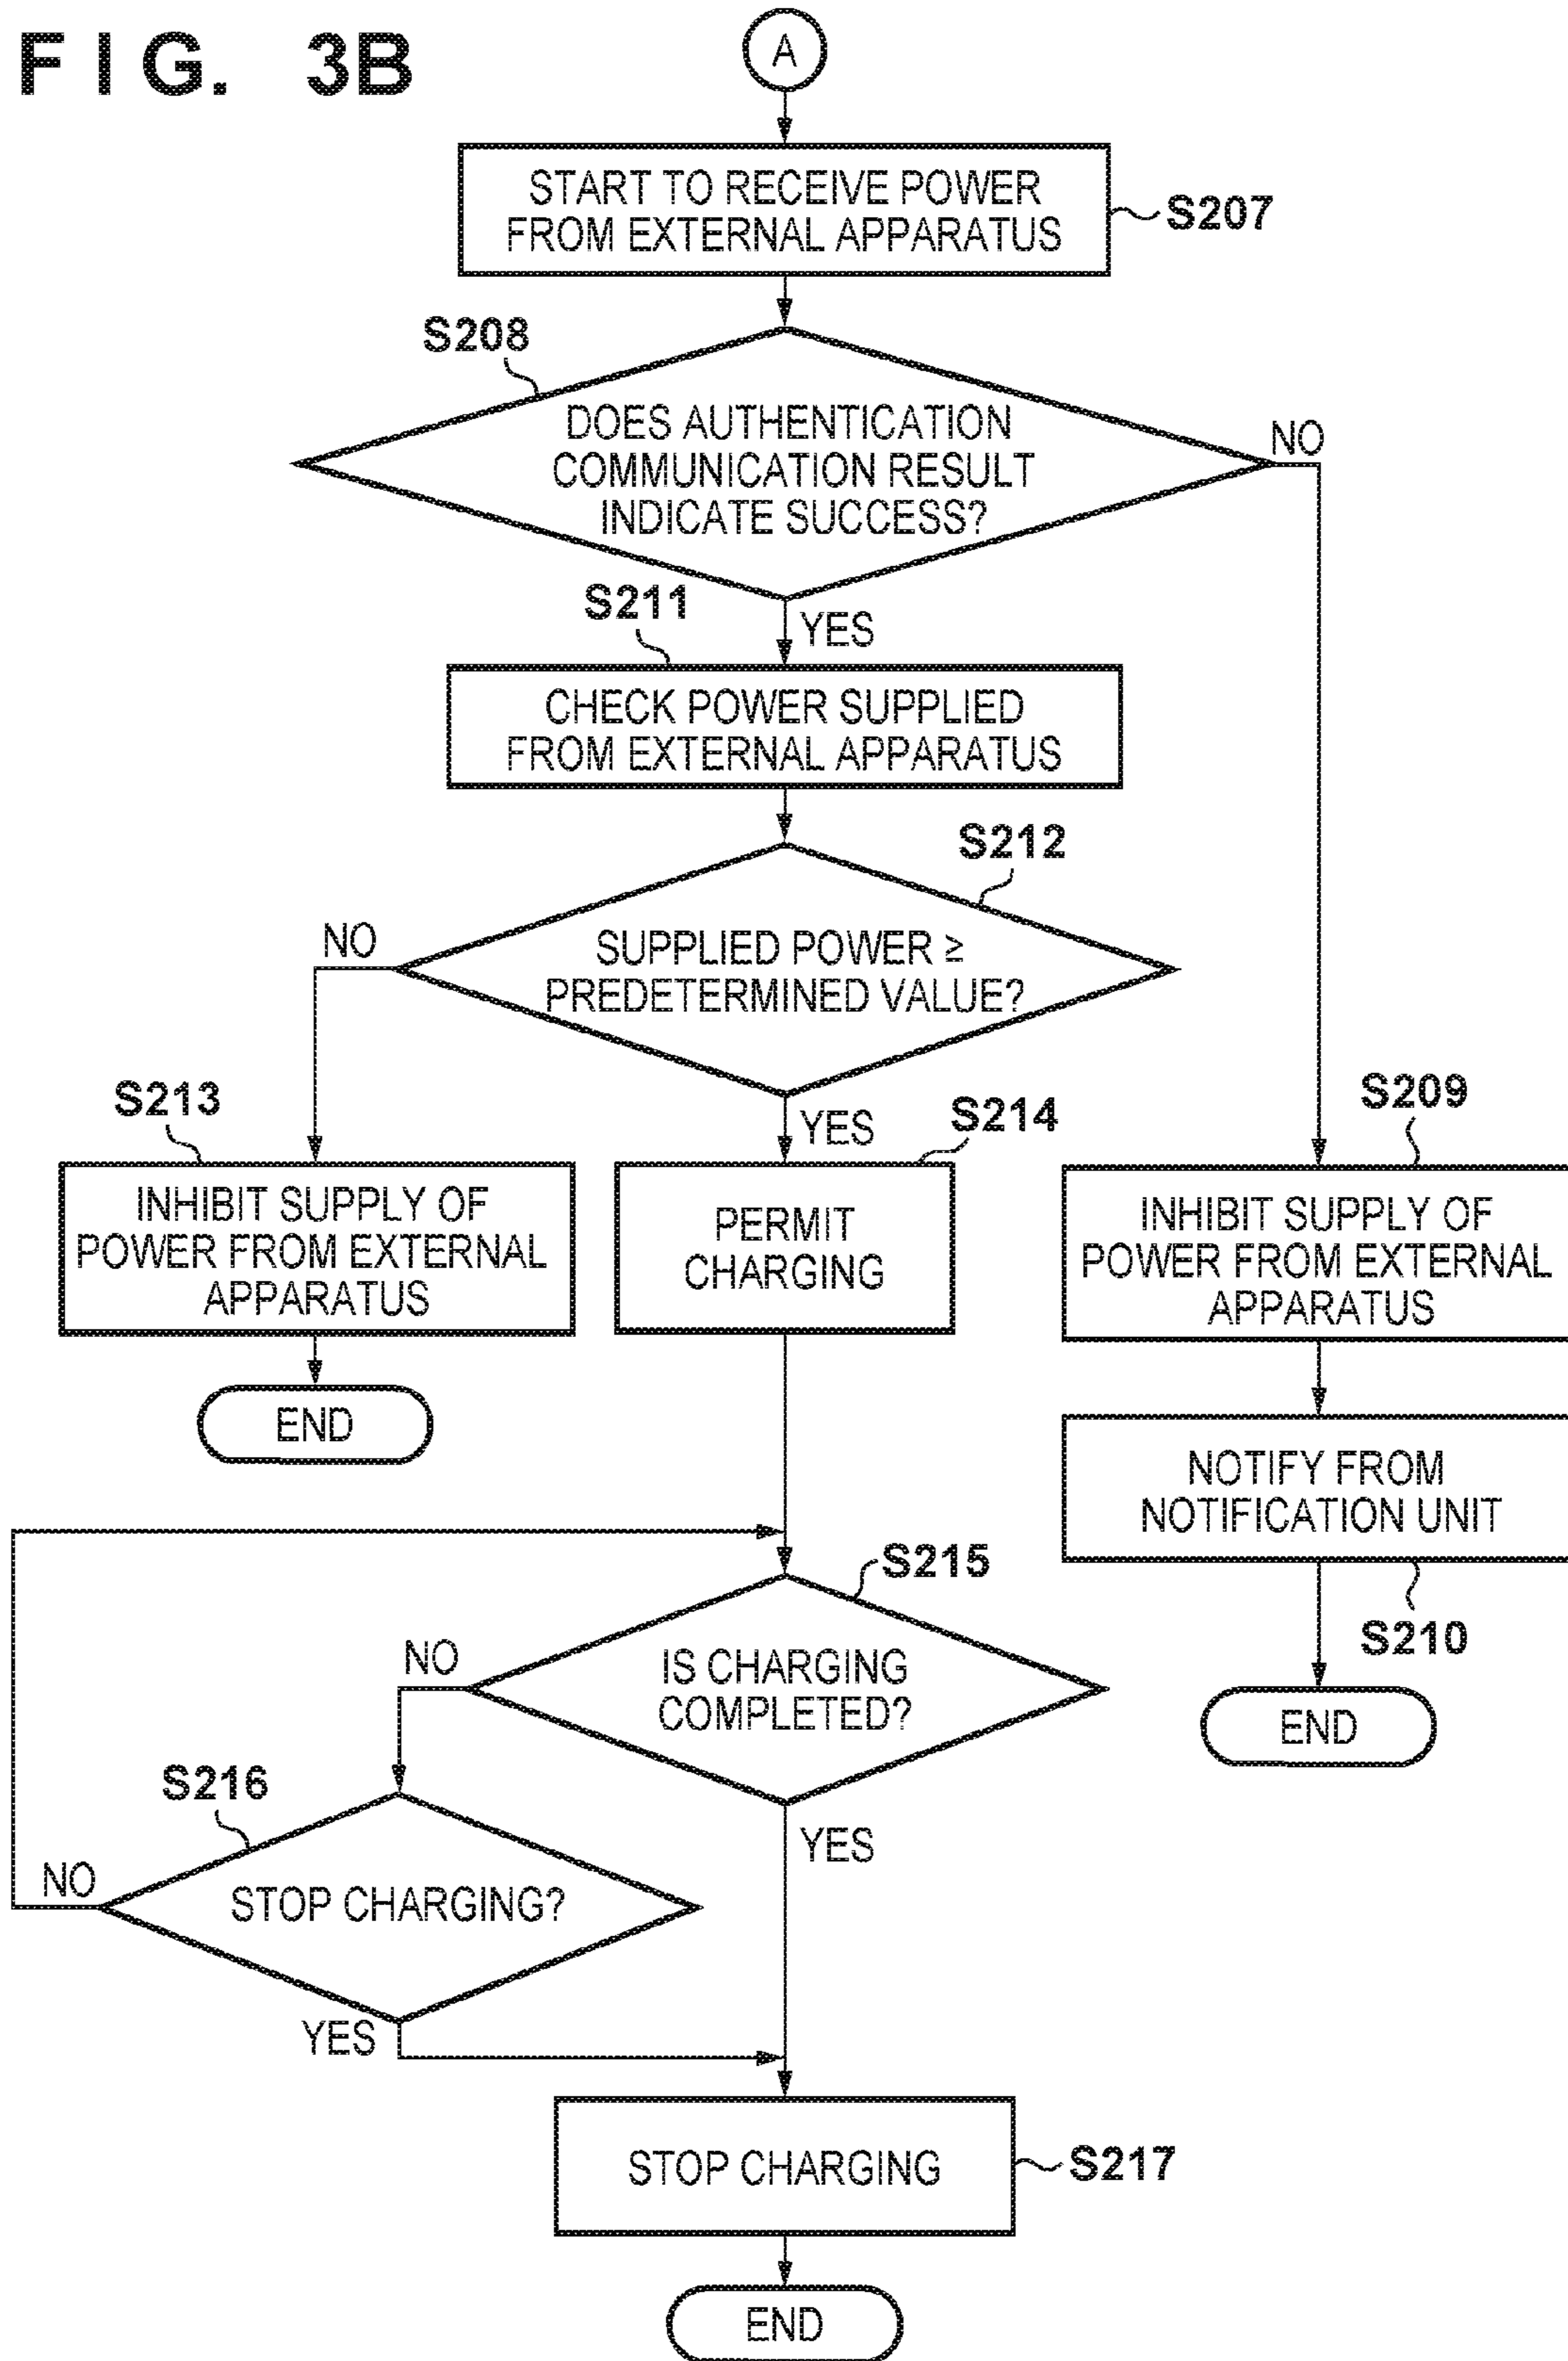 FIG. 3B
A
START TO RECEIVE POWER
FROM EXTERNAL APPARATUS
S207
S208
DOES AUTHENTICATION
COMMUNICATION RESULT
INDICATE SUCCESS?
NO
YES
S211
CHECK POWER SUPPLIED
FROM EXTERNAL APPARATUS
S212
SUPPLIED POWER ≥
PREDETERMINED VALUE?
NO
YES
S213
INHIBIT SUPPLY OF
POWER FROM EXTERNAL
APPARATUS
END
S214
PERMIT
CHARGING
S209
INHIBIT SUPPLY OF
POWER FROM EXTERNAL
APPARATUS
NOTIFY FROM
NOTIFICATION UNIT
S210
END
S215
IS CHARGING
COMPLETED?
NO
YES
S216
STOP CHARGING?
NO
YES
STOP CHARGING
S217
END